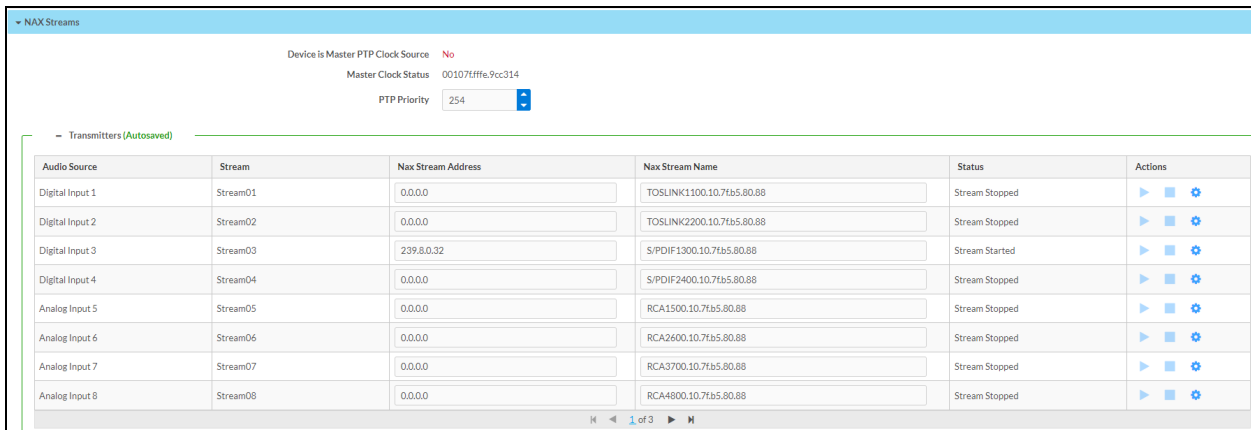 NAX Streams
Device is Master PTP Clock Source No
Master Clock Status 00107f.fffe.9cc314
PTP Priority 254
Transmitters (Autosaved)
Audio Source Stream Nax Stream Address Nax Stream Name Status Actions
Digital Input 1 Stream01 0.0.0.0 TOSLINK1100.10.7f.b5.80.88 Stream Stopped
Digital Input 2 Stream02 0.0.0.0 TOSLINK2200.10.7f.b5.80.88 Stream Stopped
Digital Input 3 Stream03 239.8.0.32 S/PDIF1300.10.7f.b5.80.88 Stream Started
Digital Input 4 Stream04 0.0.0.0 S/PDIF2400.10.7f.b5.80.88 Stream Stopped
Analog Input 5 Stream05 0.0.0.0 RCA1500.10.7f.b5.80.88 Stream Stopped
Analog Input 6 Stream06 0.0.0.0 RCA2600.10.7f.b5.80.88 Stream Stopped
Analog Input 7 Stream07 0.0.0.0 RCA3700.10.7f.b5.80.88 Stream Stopped
Analog Input 8 Stream08 0.0.0.0 RCA4800.10.7f.b5.80.88 Stream Stopped
1 of 3